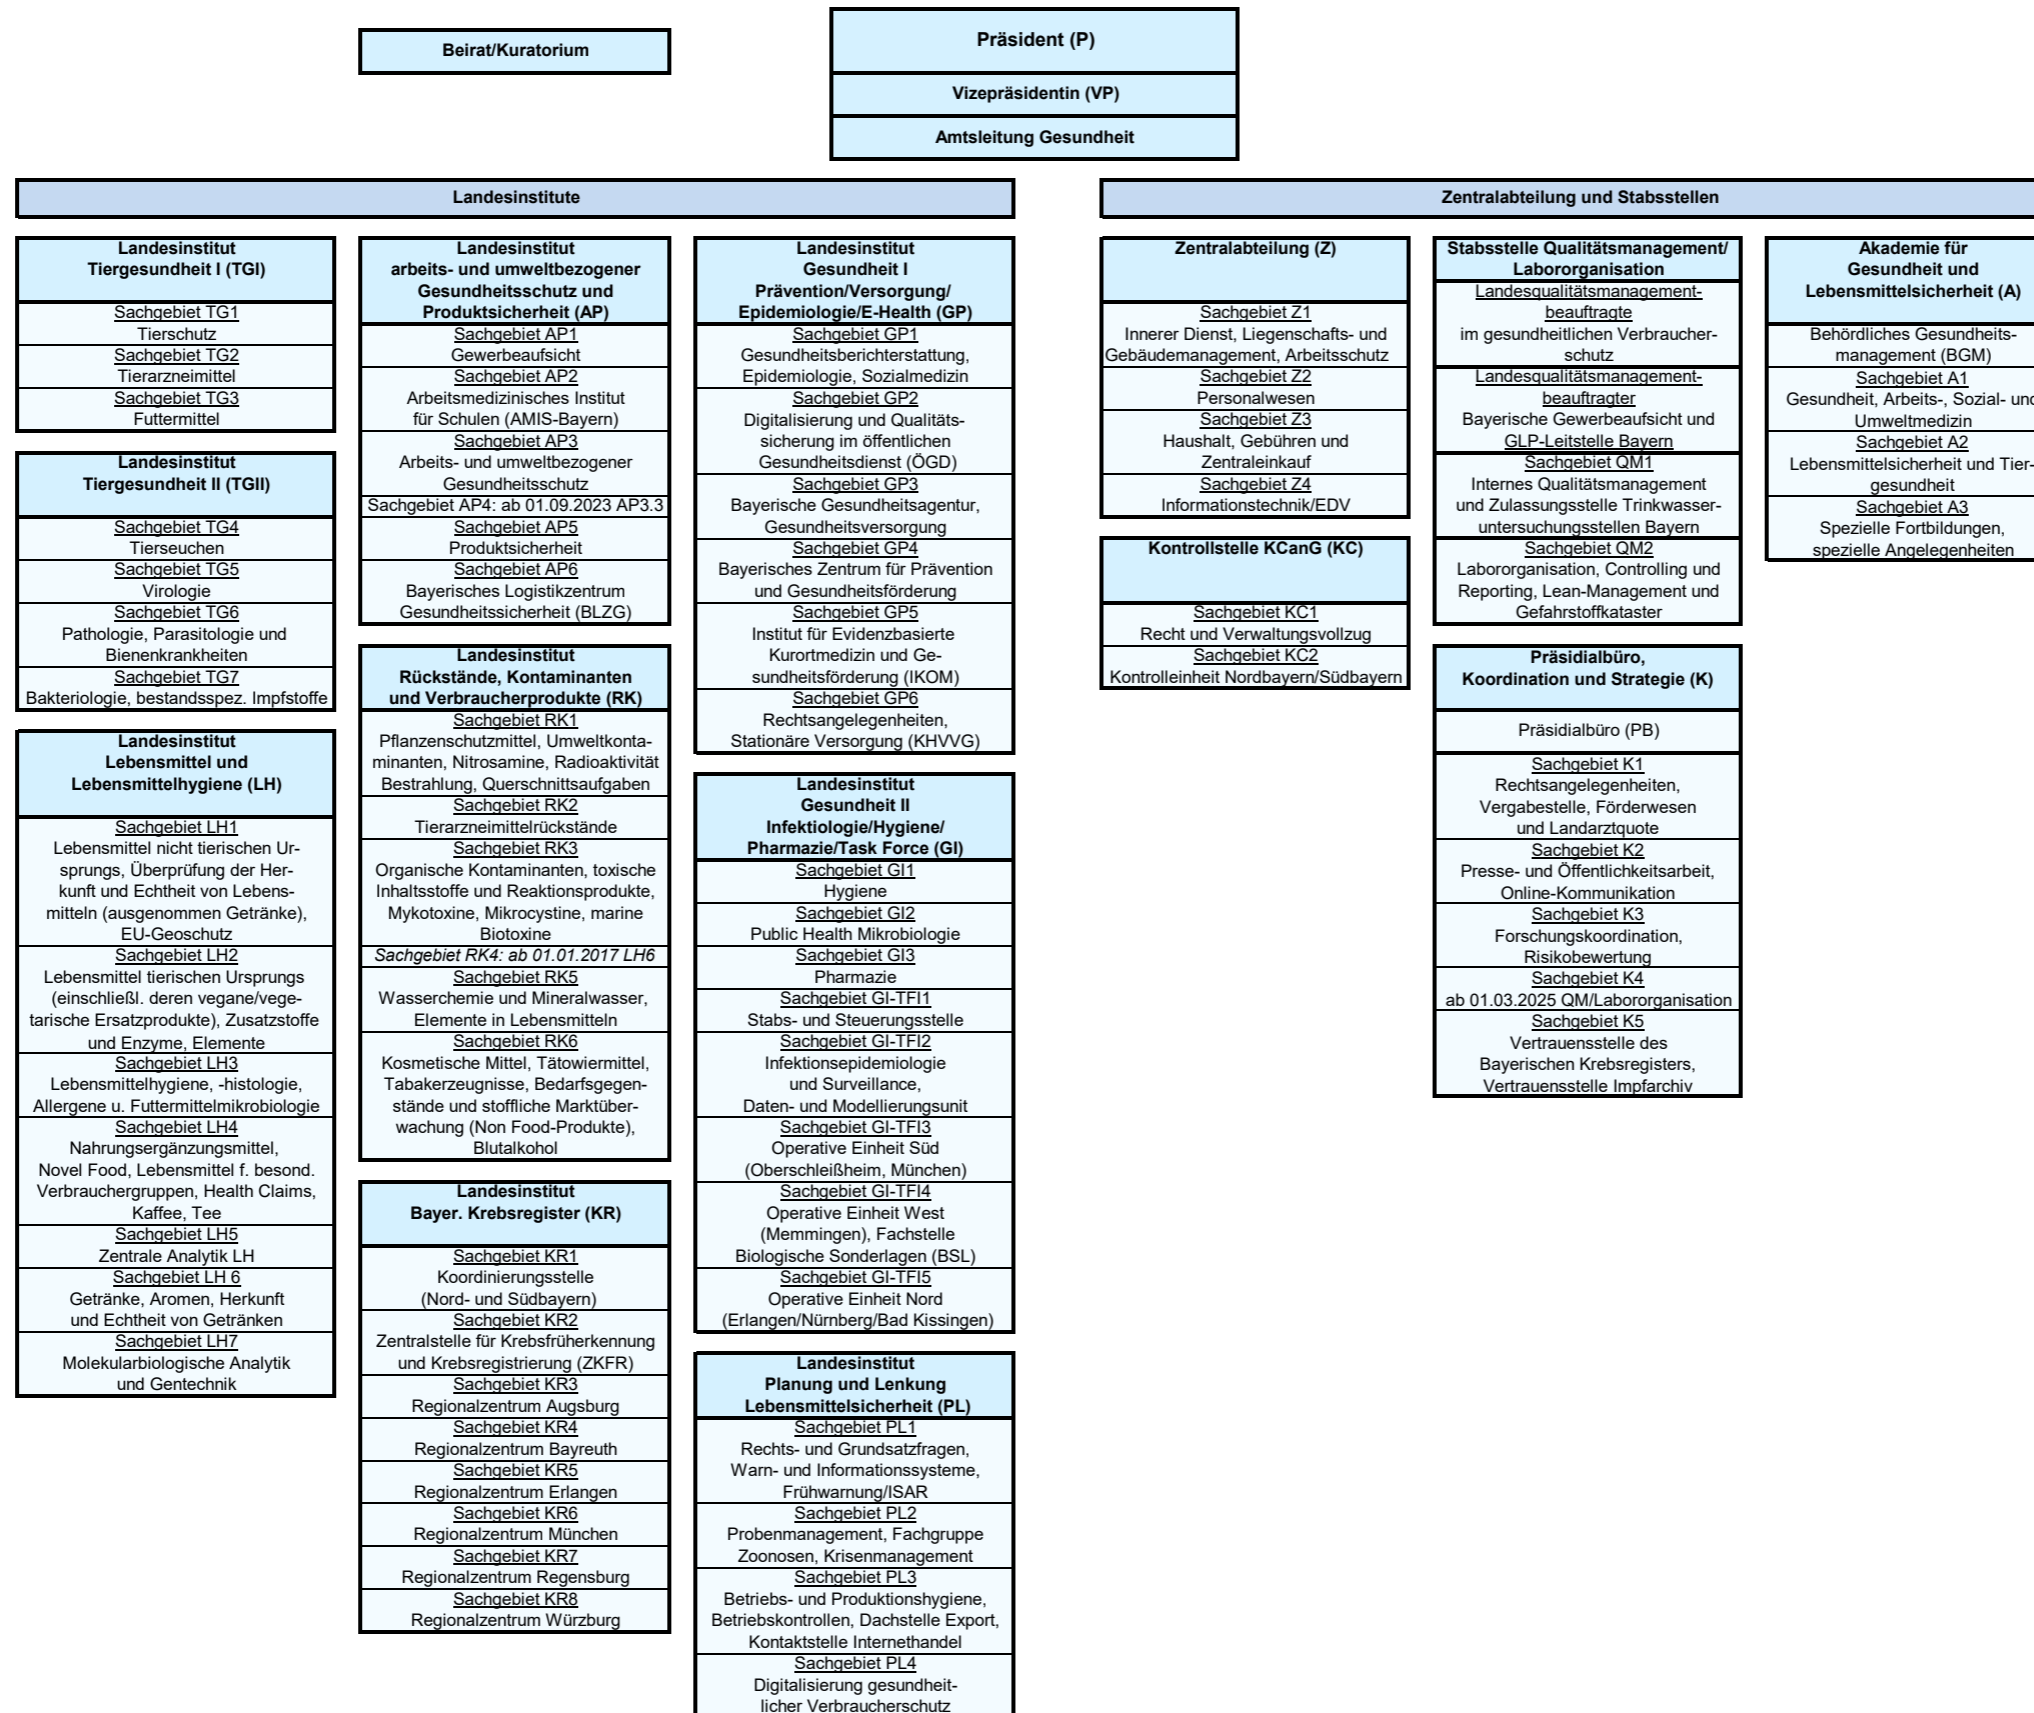 Beirat/Kuratorium
Präsident (P)
Vizepräsidentin (VP)
Amtsleitung Gesundheit
Landesinstitute
Landesinstitut
Tiergesundheit I (TGI)
Sachgebiet TG1
Tierschutz
Sachgebiet TG2
Tierarzneimittel
Sachgebiet TG3
Futtermittel
Landesinstitut
Tiergesundheit II (TGII)
Sachgebiet TG4
Tierseuchen
Sachgebiet TG5
Virologie
Sachgebiet TG6
Pathologie, Parasitologie und
Bienenkrankheiten
Sachgebiet TG7
Bakteriologie, bestandsspez. Impfstoffe
Landesinstitut
Lebensmittel und
Lebensmittelhygiene (LH)
Sachgebiet LH1
Lebensmittel nicht tierischen Ur-
sprungs, Überprüfung der Her-
kunft und Echtheit von Lebens-
mitteln (ausgenommen Getränke),
EU-Geoschutz
Sachgebiet LH2
Lebensmittel tierischen Ursprungs
(einschließl. deren vegane/vege-
tarische Ersatzprodukte), Zusatzstoffe
und Enzyme, Elemente
Sachgebiet LH3
Lebensmittelhygiene, -histologie,
Allergene u. Futtermittelmikrobiologie
Sachgebiet LH4
Nahrungsergänzungsmittel,
Novel Food, Lebensmittel f. besond.
Verbrauchergruppen, Health Claims,
Kaffee, Tee
Sachgebiet LH5
Zentrale Analytik LH
Sachgebiet LH 6
Getränke, Aromen, Herkunft
und Echtheit von Getränken
Sachgebiet LH7
Molekularbiologische Analytik
und Gentechnik
Landesinstitut
arbeits- und umweltbezogener
Gesundheitsschutz und
Produktsicherheit (AP)
Sachgebiet AP1
Gewerbeaufsicht
Sachgebiet AP2
Arbeitsmedizinisches Institut
für Schulen (AMIS-Bayern)
Sachgebiet AP3
Arbeits- und umweltbezogener
Gesundheitsschutz
Sachgebiet AP4: ab 01.09.2023 AP3.3
Sachgebiet AP5
Produktsicherheit
Sachgebiet AP6
Bayerisches Logistikzentrum
Gesundheitssicherheit (BLZG)
Landesinstitut
Rückstände, Kontaminanten
und Verbraucherprodukte (RK)
Sachgebiet RK1
Pflanzenschutzmittel, Umweltkonta-
minanten, Nitrosamine, Radioaktivität
Bestrahlung, Querschnittsaufgaben
Sachgebiet RK2
Tierarzneimittelrückstände
Sachgebiet RK3
Organische Kontaminanten, toxische
Inhaltsstoffe und Reaktionsprodukte,
Mykotoxine, Mikrocystine, marine
Biotoxine
Sachgebiet RK4: ab 01.01.2017 LH6
Sachgebiet RK5
Wasserchemie und Mineralwasser,
Elemente in Lebensmitteln
Sachgebiet RK6
Kosmetische Mittel, Tätowiermittel,
Tabakerzeugnisse, Bedarfsgegen-
stände und stoffliche Marktüber-
wachung (Non Food-Produkte),
Blutalkohol
Landesinstitut
Bayer. Krebsregister (KR)
Sachgebiet KR1
Koordinierungsstelle
(Nord- und Südbayern)
Sachgebiet KR2
Zentralstelle für Krebsfrüherkennung
und Krebsregistrierung (ZKFR)
Sachgebiet KR3
Regionalzentrum Augsburg
Sachgebiet KR4
Regionalzentrum Bayreuth
Sachgebiet KR5
Regionalzentrum Erlangen
Sachgebiet KR6
Regionalzentrum München
Sachgebiet KR7
Regionalzentrum Regensburg
Sachgebiet KR8
Regionalzentrum Würzburg
Landesinstitut
Gesundheit I
Prävention/Versorgung/
Epidemiologie/E-Health (GP)
Sachgebiet GP1
Gesundheitsberichterstattung,
Epidemiologie, Sozialmedizin
Sachgebiet GP2
Digitalisierung und Qualitäts-
sicherung im öffentlichen
Gesundheitsdienst (ÖGD)
Sachgebiet GP3
Bayerische Gesundheitsagentur,
Gesundheitsversorgung
Sachgebiet GP4
Bayerisches Zentrum für Prävention
und Gesundheitsförderung
Sachgebiet GP5
Institut für Evidenzbasierte
Kurortmedizin und Ge-
sundheitsförderung (IKOM)
Sachgebiet GP6
Rechtsangelegenheiten,
Stationäre Versorgung (KHVVG)
Landesinstitut
Gesundheit II
Infektiologie/Hygiene/
Pharmazie/Task Force (GI)
Sachgebiet GI1
Hygiene
Sachgebiet GI2
Public Health Mikrobiologie
Sachgebiet GI3
Pharmazie
Sachgebiet GI-TFI1
Stabs- und Steuerungsstelle
Sachgebiet GI-TFI2
Infektionsepidemiologie
und Surveillance,
Daten- und Modellierungsunit
Sachgebiet GI-TFI3
Operative Einheit Süd
(Oberschleißheim, München)
Sachgebiet GI-TFI4
Operative Einheit West
(Memmingen), Fachstelle
Biologische Sonderlagen (BSL)
Sachgebiet GI-TFI5
Operative Einheit Nord
(Erlangen/Nürnberg/Bad Kissingen)
Landesinstitut
Planung und Lenkung
Lebensmittelsicherheit (PL)
Sachgebiet PL1
Rechts- und Grundsatzfragen,
Warn- und Informationssysteme,
Frühwarnung/ISAR
Sachgebiet PL2
Probenmanagement, Fachgruppe
Zoonosen, Krisenmanagement
Sachgebiet PL3
Betriebs- und Produktionshygiene,
Betriebskontrollen, Dachstelle Export,
Kontaktstelle Internethandel
Sachgebiet PL4
Digitalisierung gesundheit-
licher Verbraucherschutz
Zentralabteilung und Stabsstellen
Zentralabteilung (Z)
Sachgebiet Z1
Innerer Dienst, Liegenschafts- und
Gebäudemanagement, Arbeitsschutz
Sachgebiet Z2
Personalwesen
Sachgebiet Z3
Haushalt, Gebühren und
Zentraleinkauf
Sachgebiet Z4
Informationstechnik/EDV
Kontrollstelle KCanG (KC)
Sachgebiet KC1
Recht und Verwaltungsvollzug
Sachgebiet KC2
Kontrolleinheit Nordbayern/Südbayern
Stabsstelle Qualitätsmanagement/
Labororganisation
Landesqualitätsmanagement-
beauftragte
im gesundheitlichen Verbraucher-
schutz
Landesqualitätsmanagement-
beauftragter
Bayerische Gewerbeaufsicht und
GLP-Leitstelle Bayern
Sachgebiet QM1
Internes Qualitätsmanagement
und Zulassungsstelle Trinkwasser-
untersuchungsstellen Bayern
Sachgebiet QM2
Labororganisation, Controlling und
Reporting, Lean-Management und
Gefahrstoffkataster
Präsidialbüro,
Koordination und Strategie (K)
Präsidialbüro (PB)
Sachgebiet K1
Rechtsangelegenheiten,
Vergabestelle, Förderwesen
und Landarztquote
Sachgebiet K2
Presse- und Öffentlichkeitsarbeit,
Online-Kommunikation
Sachgebiet K3
Forschungskoordination,
Risikobewertung
Sachgebiet K4
ab 01.03.2025 QM/Labororganisation
Sachgebiet K5
Vertrauensstelle des
Bayerischen Krebsregisters,
Vertrauensstelle Impfarchiv
Akademie für
Gesundheit und
Lebensmittelsicherheit (A)
Behördliches Gesundheits-
management (BGM)
Sachgebiet A1
Gesundheit, Arbeits-, Sozial- und
Umweltmedizin
Sachgebiet A2
Lebensmittelsicherheit und Tier-
gesundheit
Sachgebiet A3
Spezielle Fortbildungen,
spezielle Angelegenheiten